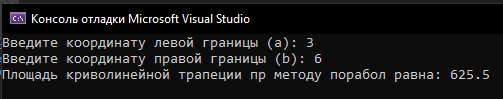 Консоль отладки Microsoft Visual Studio
Введите координату левой границы (a): 3
Введите координату правой границы (b): 6
Площадь криволинейной трапеции пр методу порабол равна: 625.5